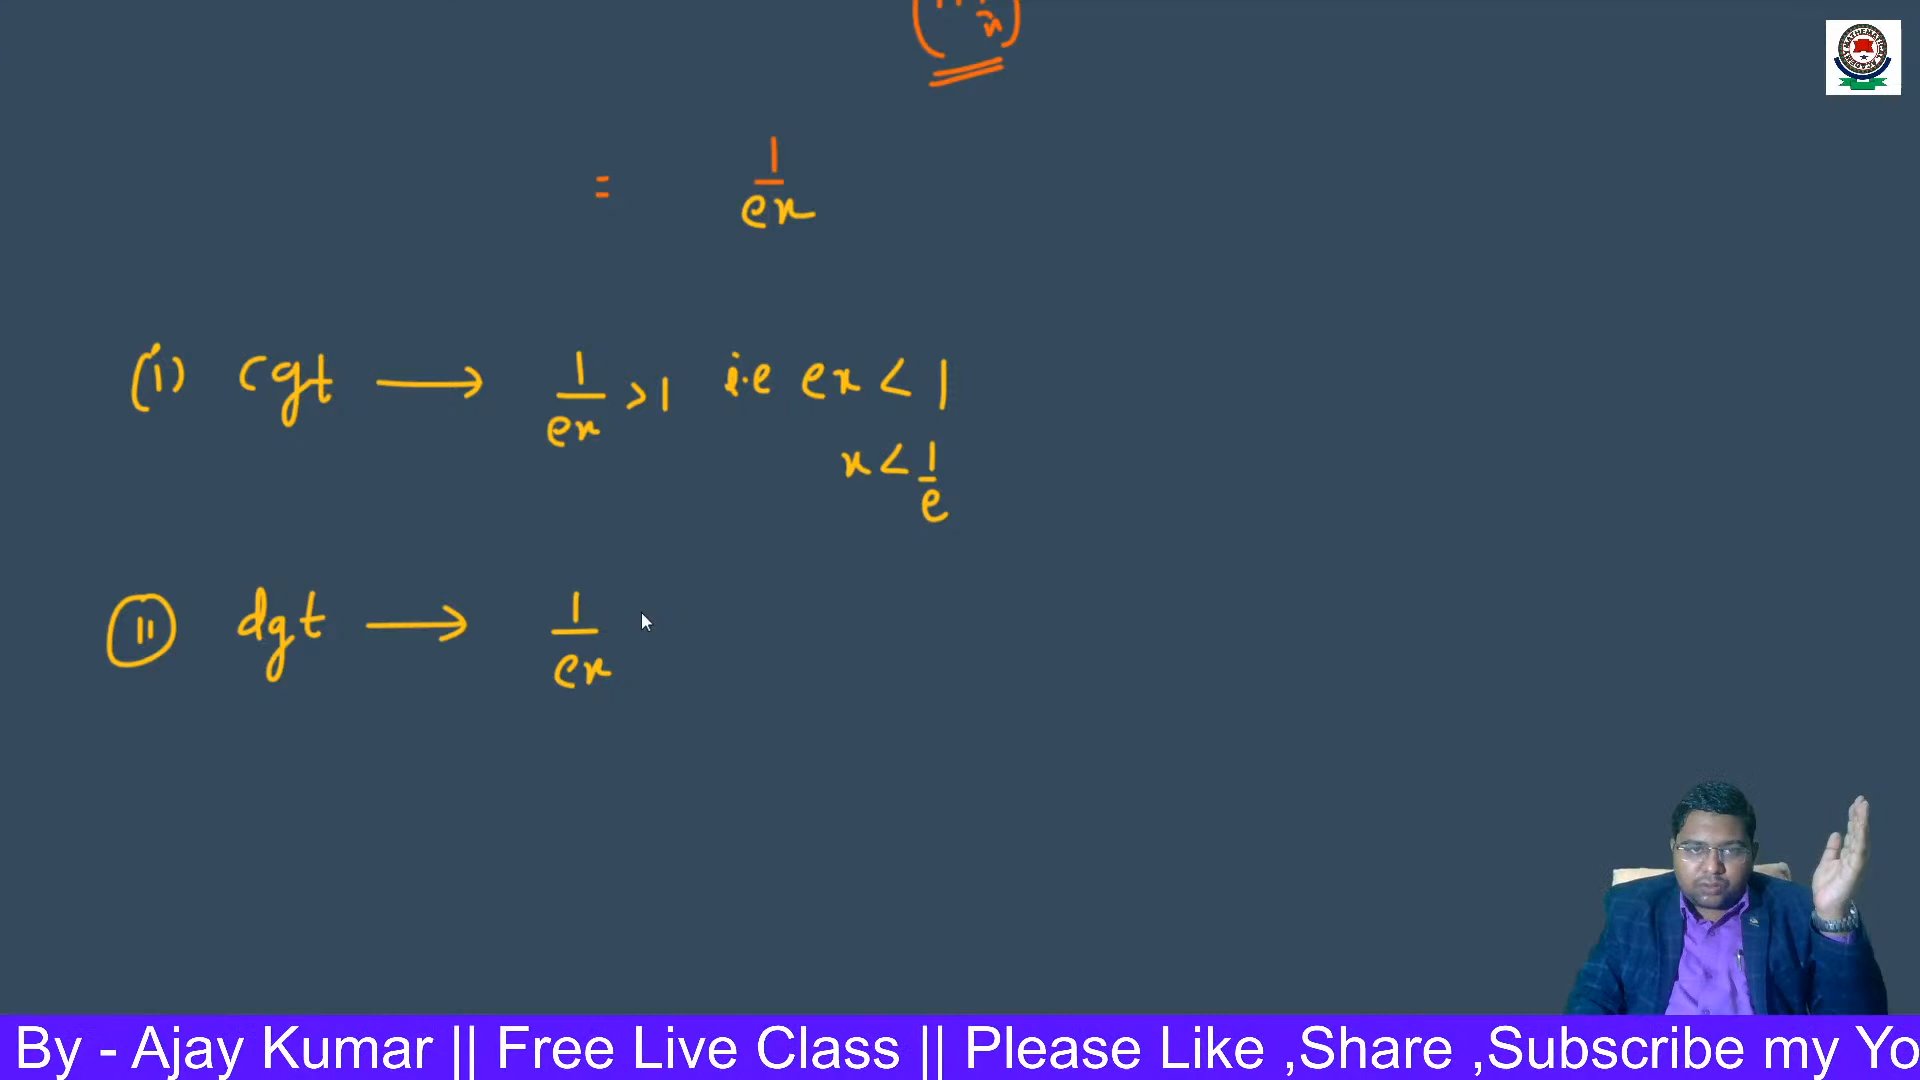 = 1/ex
(i) cgt → 1/ex > 1 i.e ex < 1
x < 1/e
(ii) dgt → 1/ex
By - Ajay Kumar || Free Live Class || Please Like ,Share ,Subscribe my Yo